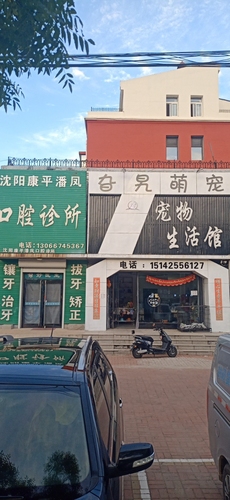 沈阳康平潘凤
口腔诊所
电话:13066745367
镶牙治牙
拔牙矫正
旮旯萌宠
宠物
生活馆
电话:15142556127